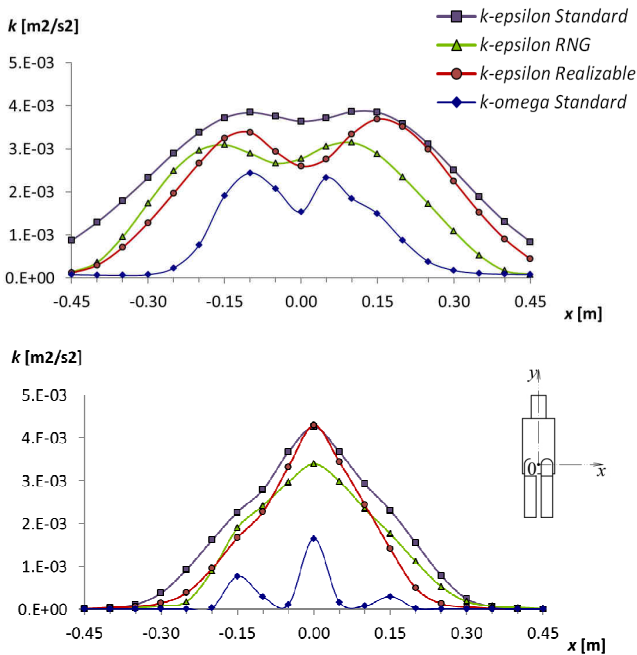 k [m2/s2]
k-epsilon Standard
k-epsilon RNG
k-epsilon Realizable
k-omega Standard
5.E-03
4.E-03
3.E-03
2.E-03
1.E-03
0.E+00
-0.45 -0.30 -0.15 0.00 0.15 0.30 0.45
x [m]
k [m2/s2]
5.E-03
4.E-03
3.E-03
2.E-03
1.E-03
0.E+00
-0.45 -0.30 -0.15 0.00 0.15 0.30 0.45
x [m]
y
0
x